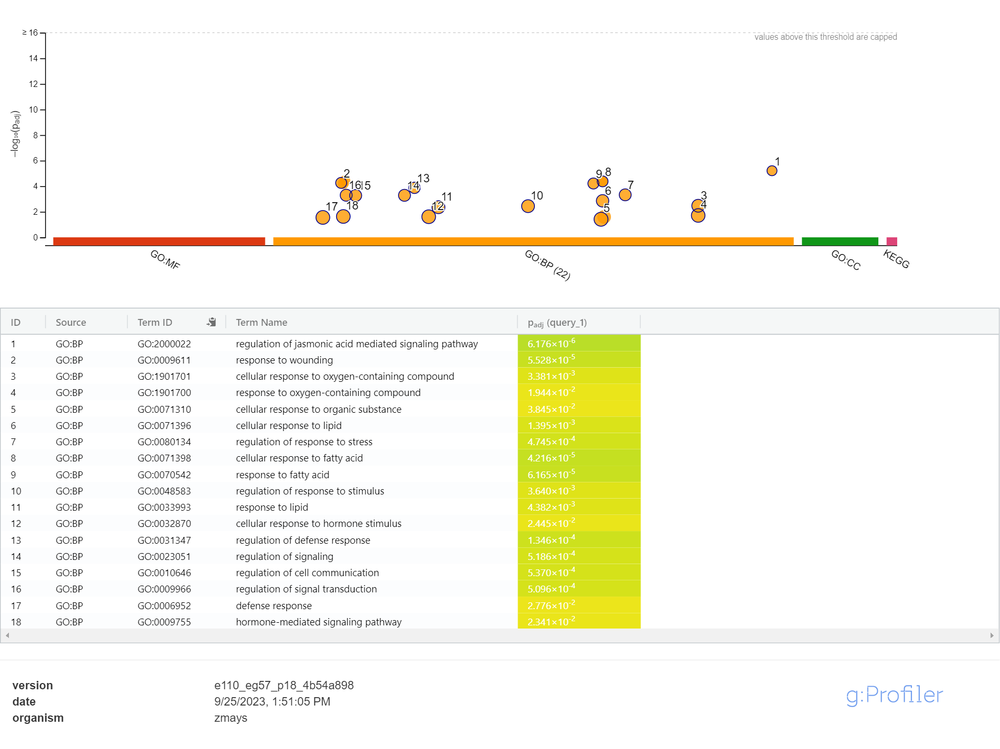 ≥ 16
values above this threshold are capped
14
12
10
8
6
4
2
0
–log₁₀(padj)
1
2
3
4
5
6
7
8
9
10
11
12
13
14
15
16
17
18
GO:MF
GO:BP (22)
GO:CC
KEGG
ID Source Term ID Term Name padj (query_1)
1 GO:BP GO:2000022 regulation of jasmonic acid mediated signaling pathway 6.176×10⁻⁶
2 GO:BP GO:0009611 response to wounding 5.528×10⁻⁵
3 GO:BP GO:1901701 cellular response to oxygen-containing compound 3.381×10⁻³
4 GO:BP GO:1901700 response to oxygen-containing compound 1.944×10⁻²
5 GO:BP GO:0071310 cellular response to organic substance 3.845×10⁻²
6 GO:BP GO:0071396 cellular response to lipid 1.395×10⁻³
7 GO:BP GO:0080134 regulation of response to stress 4.745×10⁻⁴
8 GO:BP GO:0071398 cellular response to fatty acid 4.216×10⁻⁵
9 GO:BP GO:0070542 response to fatty acid 6.165×10⁻⁵
10 GO:BP GO:0048583 regulation of response to stimulus 3.640×10⁻³
11 GO:BP GO:0033993 response to lipid 4.382×10⁻³
12 GO:BP GO:0032870 cellular response to hormone stimulus 2.445×10⁻²
13 GO:BP GO:0031347 regulation of defense response 1.346×10⁻⁴
14 GO:BP GO:0023051 regulation of signaling 5.186×10⁻⁴
15 GO:BP GO:0010646 regulation of cell communication 5.370×10⁻⁴
16 GO:BP GO:0009966 regulation of signal transduction 5.096×10⁻⁴
17 GO:BP GO:0006952 defense response 2.776×10⁻²
18 GO:BP GO:0009755 hormone-mediated signaling pathway 2.341×10⁻²
version e110_eg57_p18_4b54a898
date 9/25/2023, 1:51:05 PM
organism zmays
g:Profiler